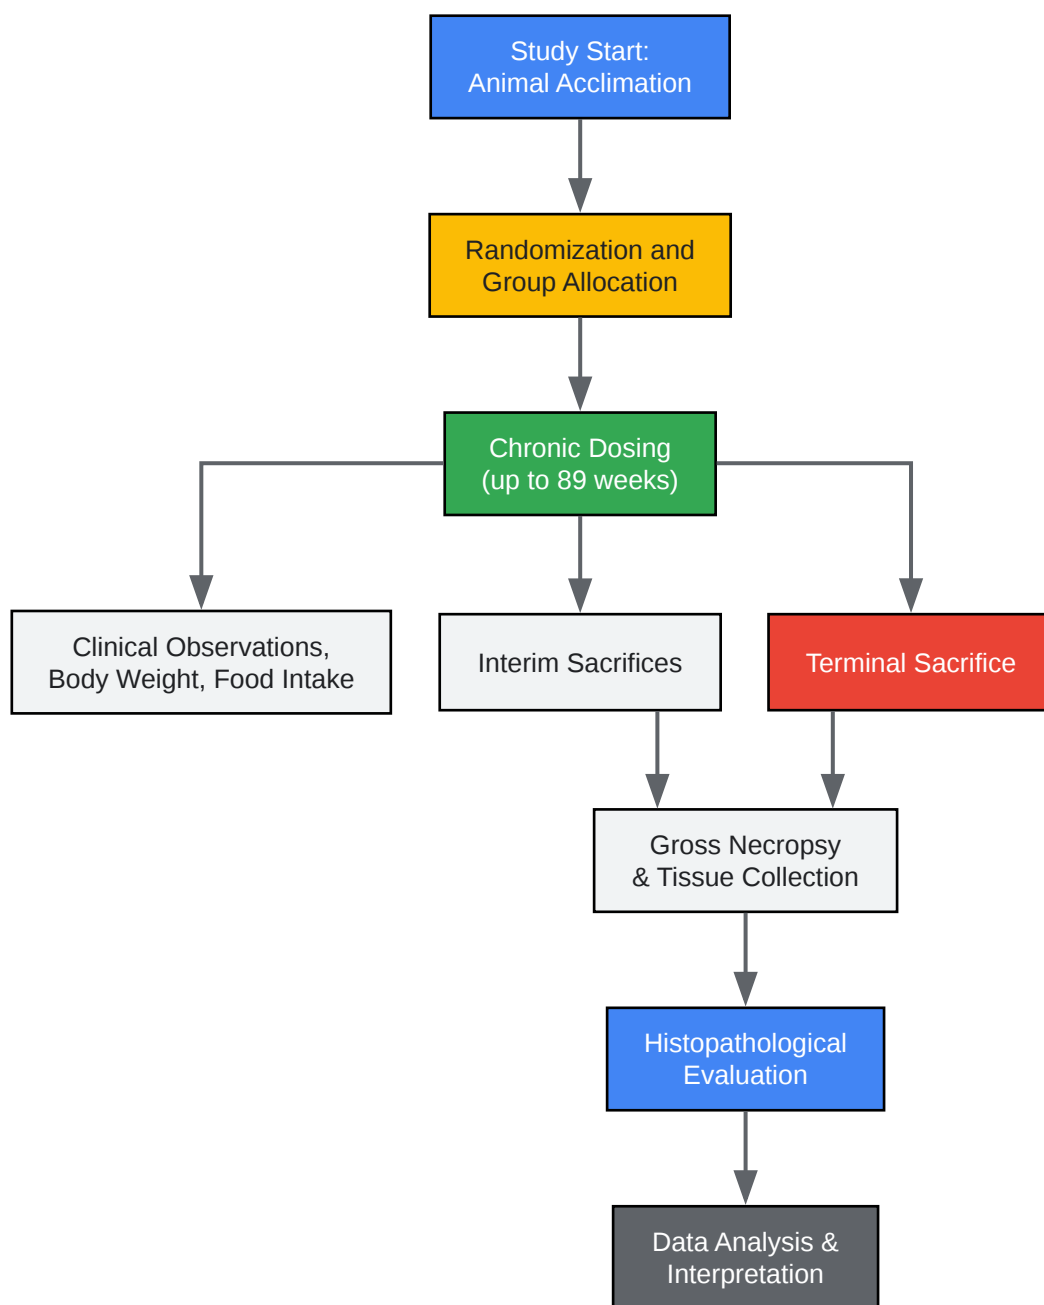 Study Start:
Animal Acclimation
Randomization and
Group Allocation
Chronic Dosing
(up to 89 weeks)
Clinical Observations,
Body Weight, Food Intake
Interim Sacrifices
Terminal Sacrifice
Gross Necropsy
& Tissue Collection
Histopathological
Evaluation
Data Analysis &
Interpretation